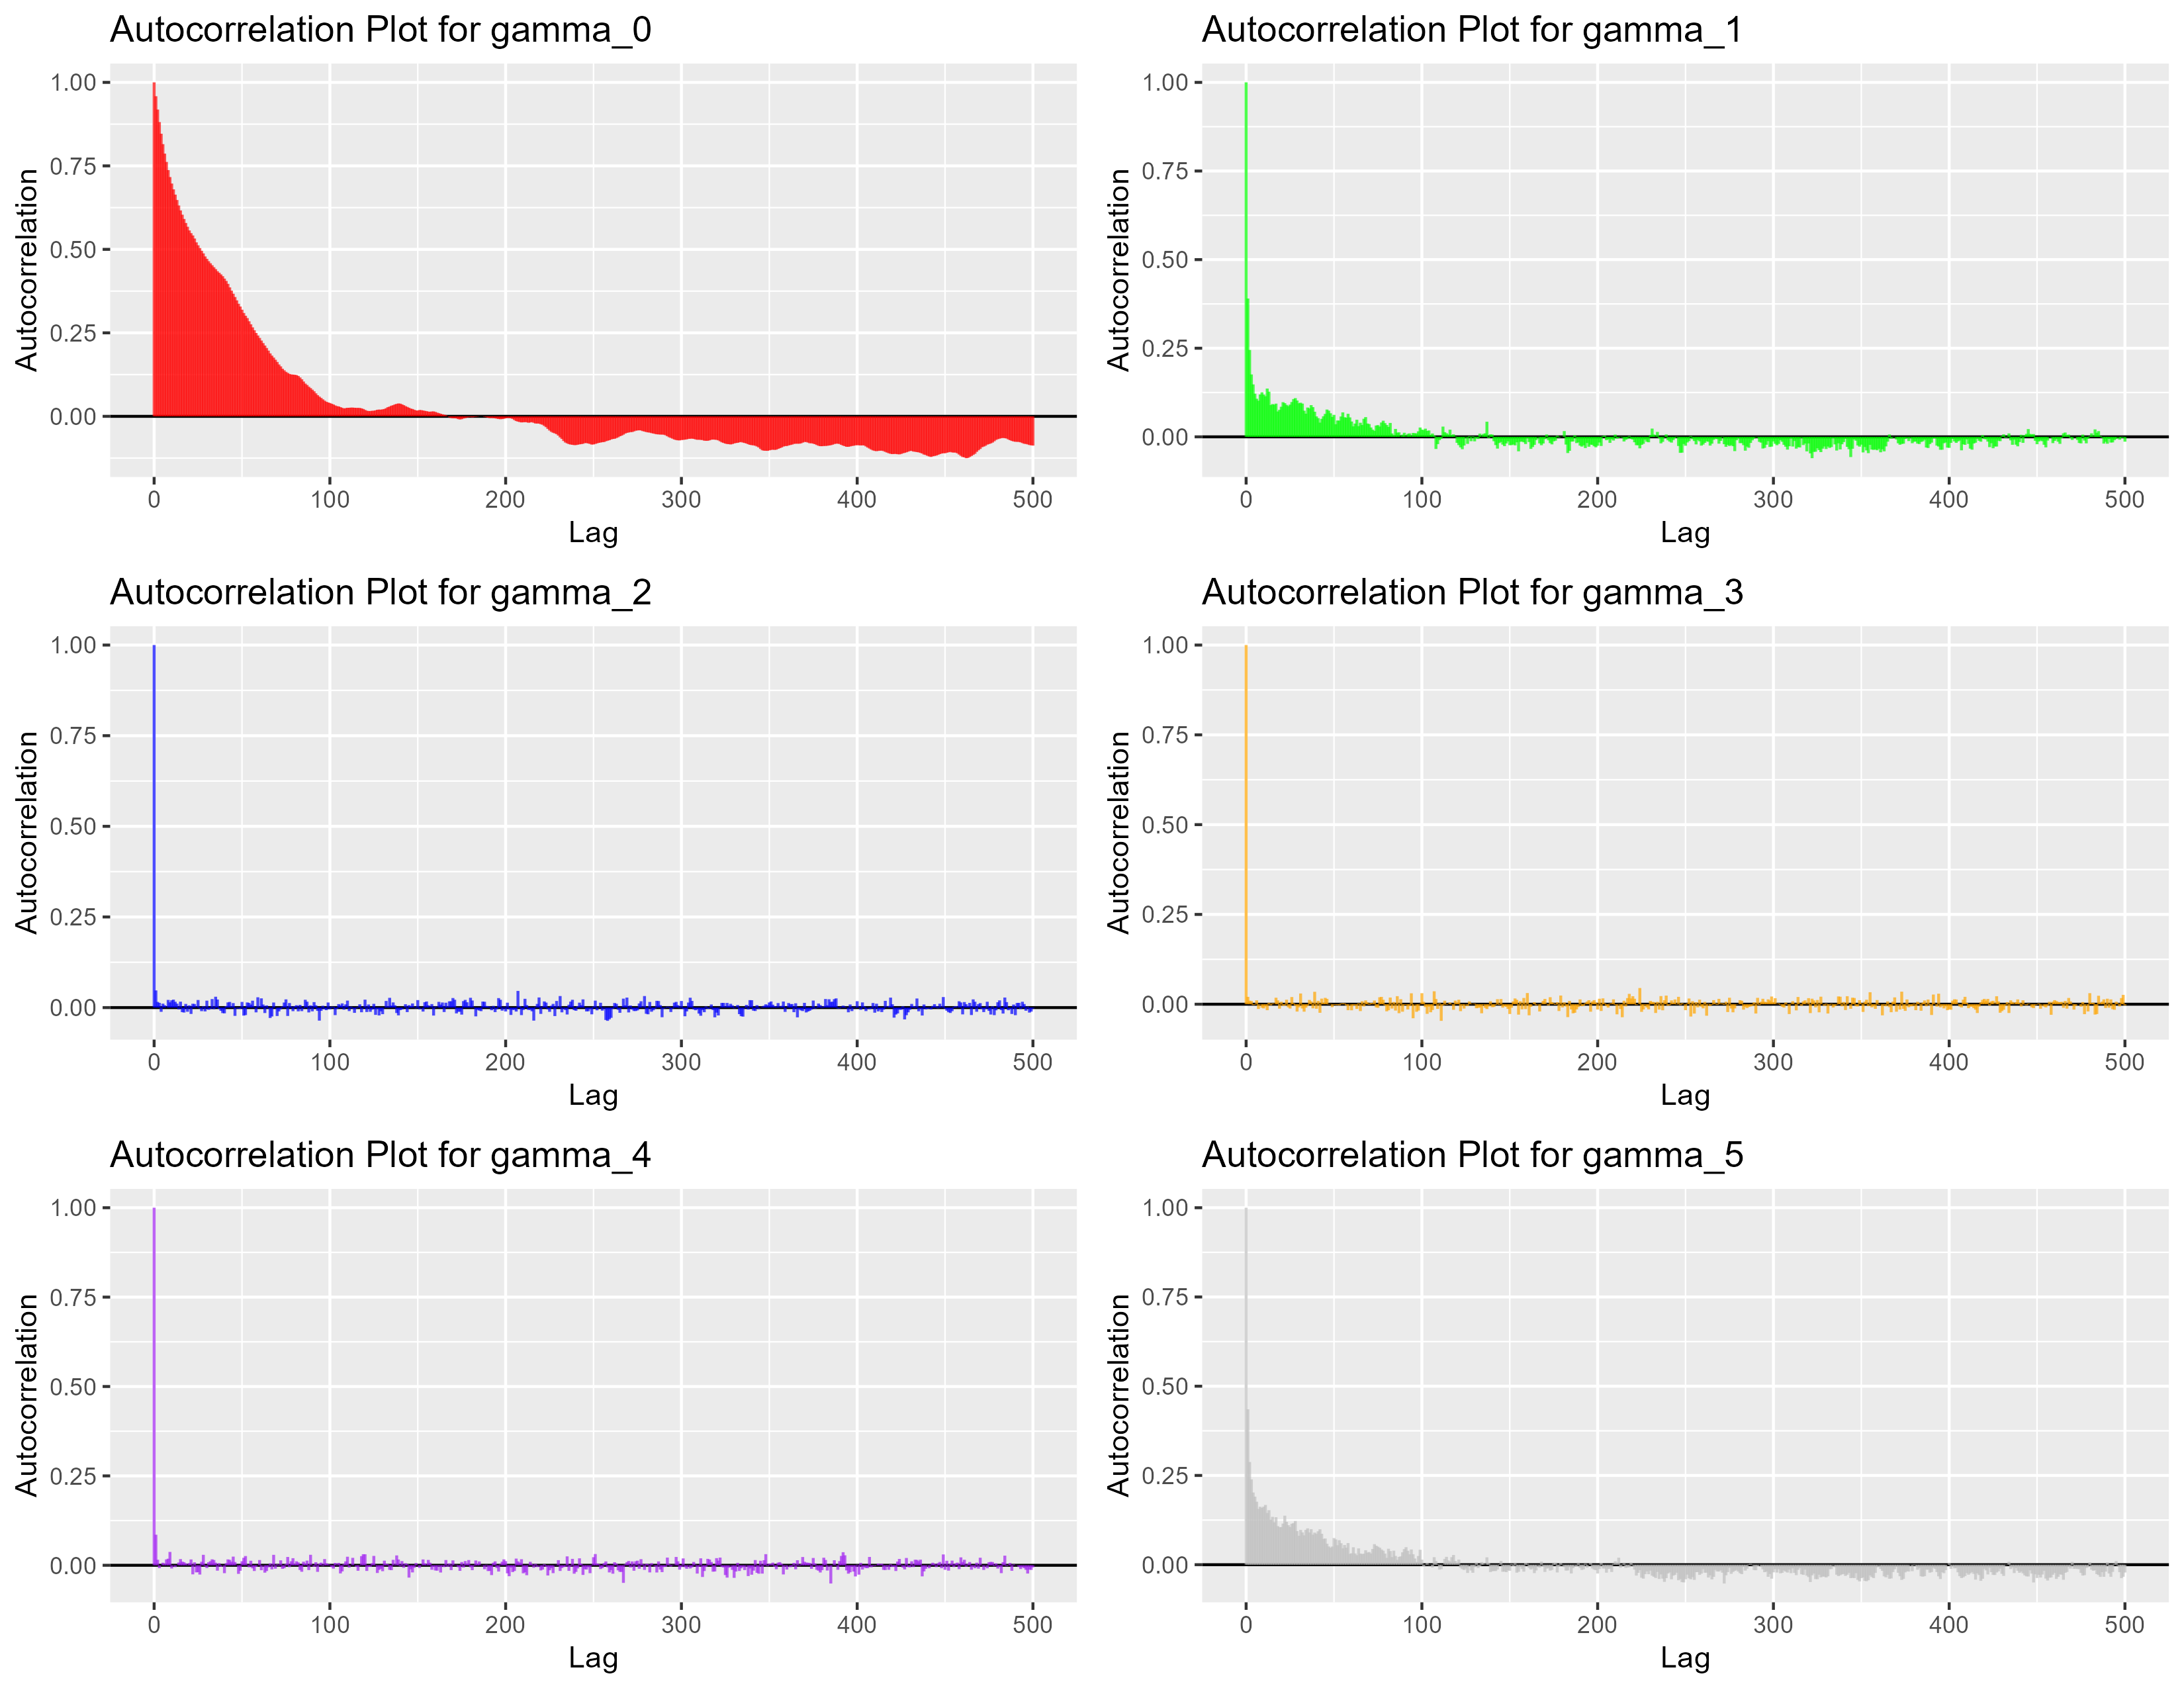 Autocorrelation Plot for gamma_0
1.00
0.75
0.50
0.25
0.00
Autocorrelation
0 100 200 300 400 500
Lag
Autocorrelation Plot for gamma_1
1.00
0.75
0.50
0.25
0.00
Autocorrelation
0 100 200 300 400 500
Lag
Autocorrelation Plot for gamma_2
1.00
0.75
0.50
0.25
0.00
Autocorrelation
0 100 200 300 400 500
Lag
Autocorrelation Plot for gamma_3
1.00
0.75
0.50
0.25
0.00
Autocorrelation
0 100 200 300 400 500
Lag
Autocorrelation Plot for gamma_4
1.00
0.75
0.50
0.25
0.00
Autocorrelation
0 100 200 300 400 500
Lag
Autocorrelation Plot for gamma_5
1.00
0.75
0.50
0.25
0.00
Autocorrelation
0 100 200 300 400 500
Lag